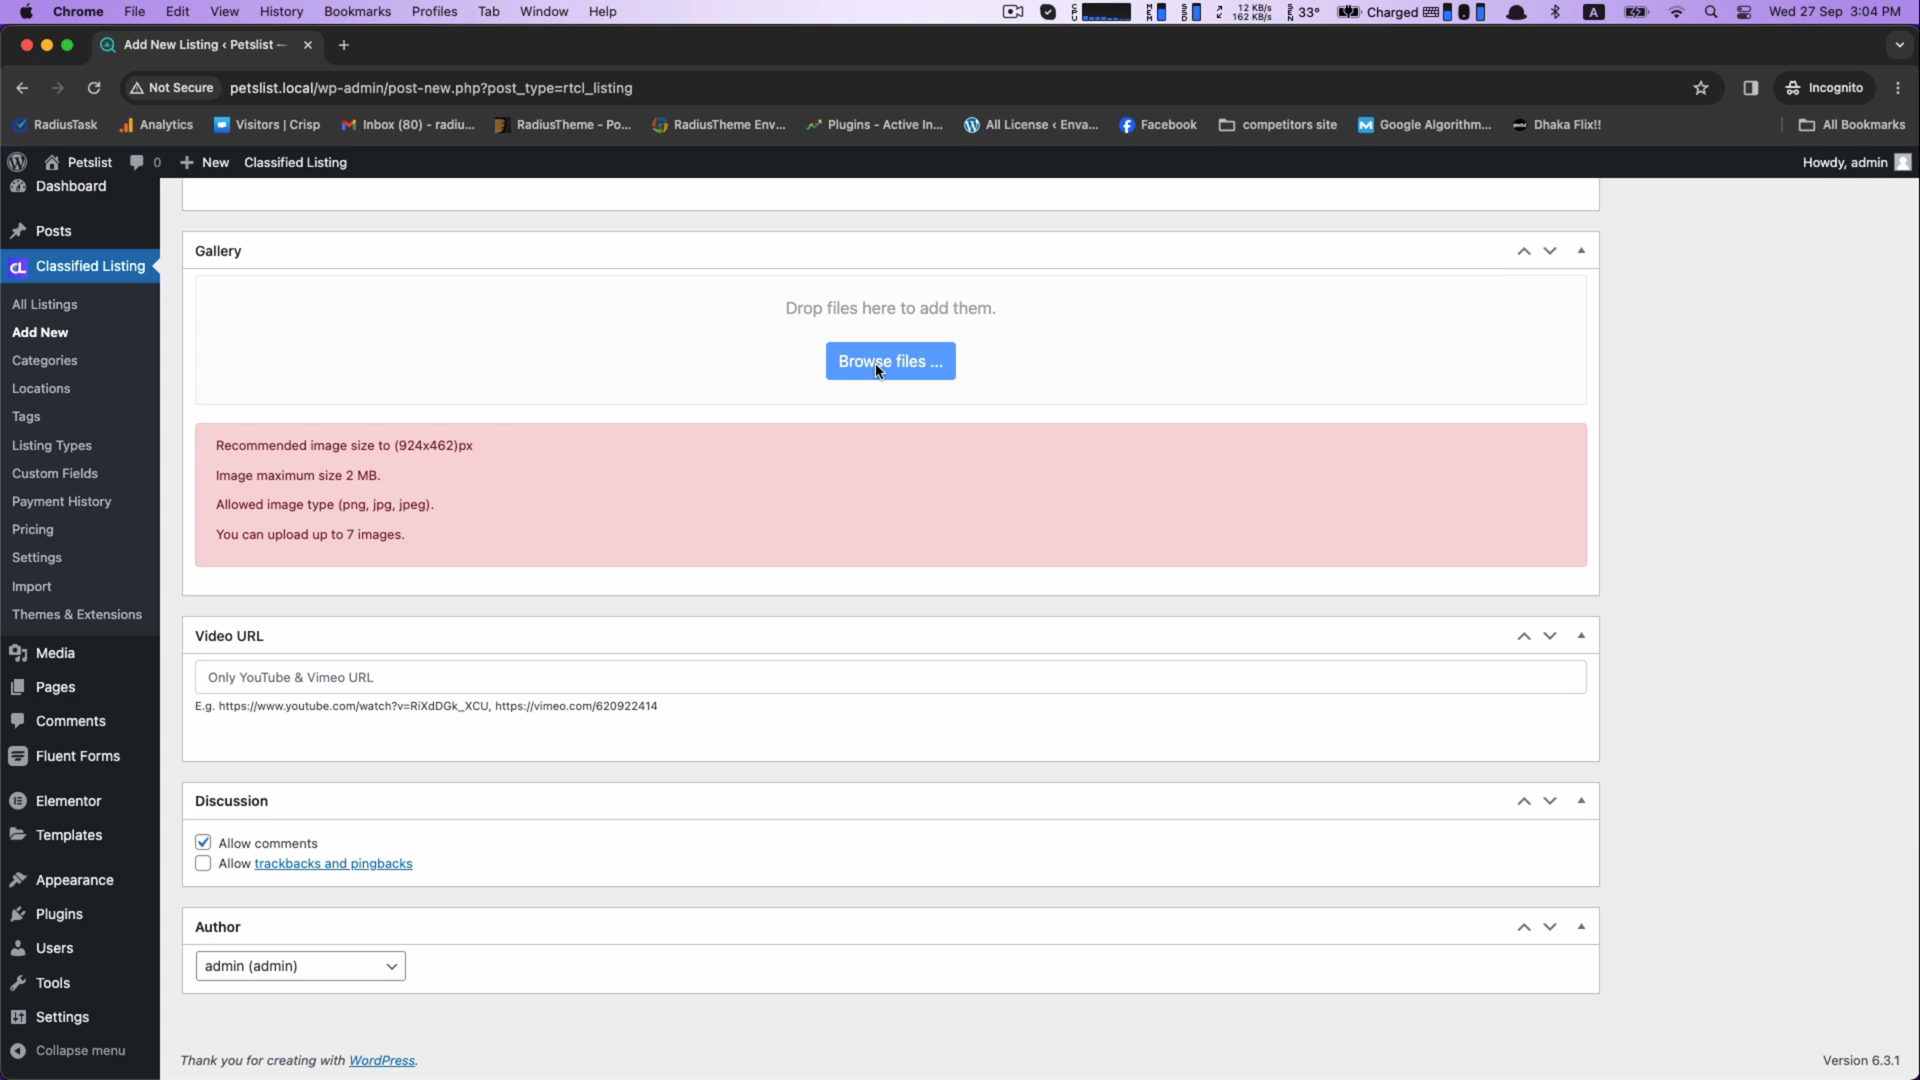 Chrome File Edit View History Bookmarks Profiles Tab Window Help
12 KB/s
162 KB/s
33° Charged A Wed 27 Sep 3:04 PM
Add New Listing ‹ Petslist —
Not Secure petslist.local/wp-admin/post-new.php?post_type=rtcl_listing Incognito
RadiusTask Analytics Visitors | Crisp Inbox (80) - radiu... RadiusTheme - Po... RadiusTheme Env... Plugins - Active In... All License ‹ Enva... Facebook competitors site Google Algorithm... Dhaka Flix!! All Bookmarks
Petslist 0 New Classified Listing Howdy, admin
Dashboard
Posts
Classified Listing
All Listings
Add New
Categories
Locations
Tags
Listing Types
Custom Fields
Payment History
Pricing
Settings
Import
Themes & Extensions
Media
Pages
Comments
Fluent Forms
Elementor
Templates
Appearance
Plugins
Users
Tools
Settings
Collapse menu
Gallery
Drop files here to add them.
Browse files ...
Recommended image size to (924x462)px
Image maximum size 2 MB.
Allowed image type (png, jpg, jpeg).
You can upload up to 7 images.
Video URL
Only YouTube & Vimeo URL
E.g. https://www.youtube.com/watch?v=RiXdDGk_XCU, https://vimeo.com/620922414
Discussion
Allow comments
Allow trackbacks and pingbacks
Author
admin (admin)
Thank you for creating with WordPress. Version 6.3.1